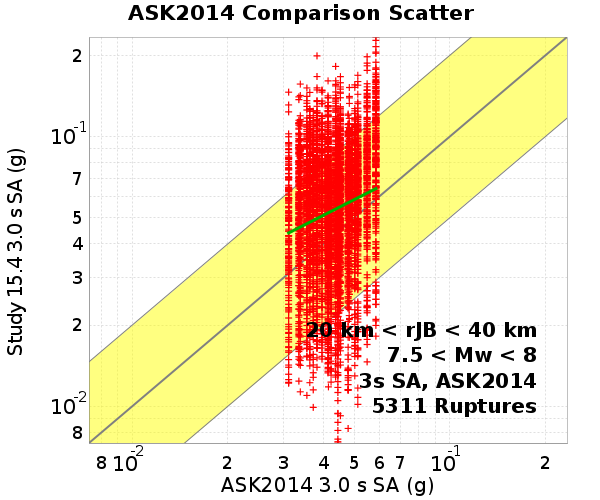 ASK2014 Comparison Scatter
Study 15.4 3.0 s SA (g)
2
10^-1
7
5
4
3
2
10^-2
8
20 km < rJB < 40 km
7.5 < Mw < 8
3s SA, ASK2014
5311 Ruptures
8 10^-2 2 3 4 5 6 7 10^-1 2
ASK2014 3.0 s SA (g)